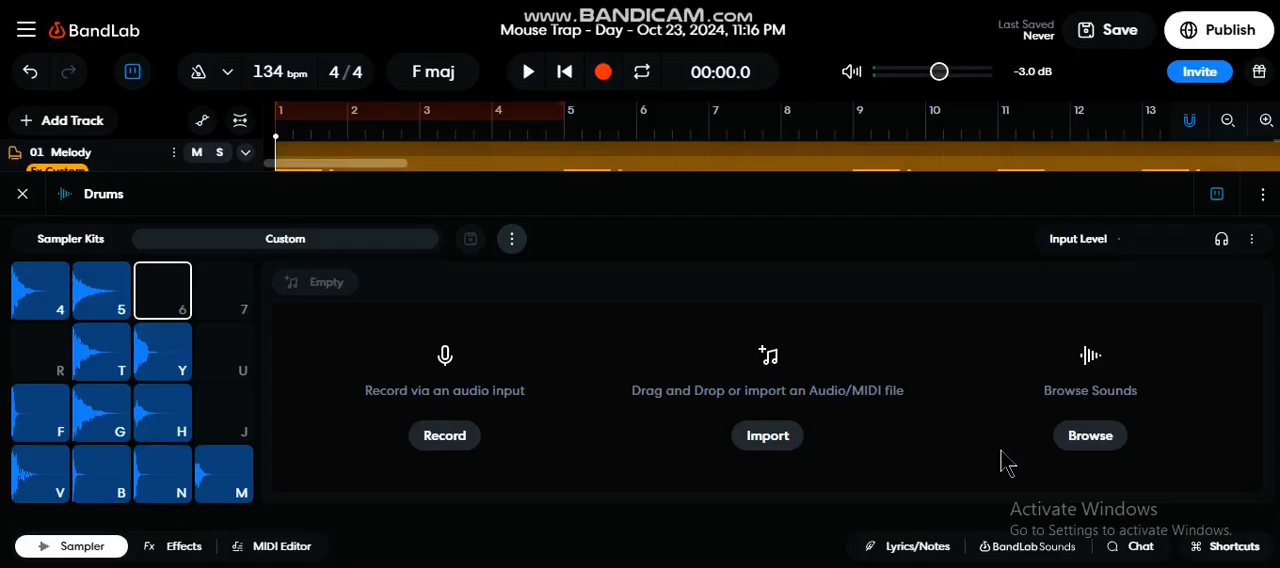 www.BANDICAM.com
BandLab
Mouse Trap - Day - Oct 23, 2024, 11:16 PM
Last Saved
Never
Save
Publish
134 bpm
4 / 4
F maj
00:00.0
-3.0 dB
Invite
+ Add Track
1 2 3 4 5 6 7 8 9 10 11 12 13
01 Melody
M S
Fx Custom
Drums
Sampler Kits
Custom
Input Level
4 5 6 7
Empty
R T Y U
Record via an audio input
Drag and Drop or import an Audio/MIDI file
Browse Sounds
F G H J
Record
Import
Browse
V B N M
Activate Windows
Go to Settings to activate Windows.
Sampler
Fx Effects
MIDI Editor
Lyrics/Notes
BandLab Sounds
Chat
Shortcuts